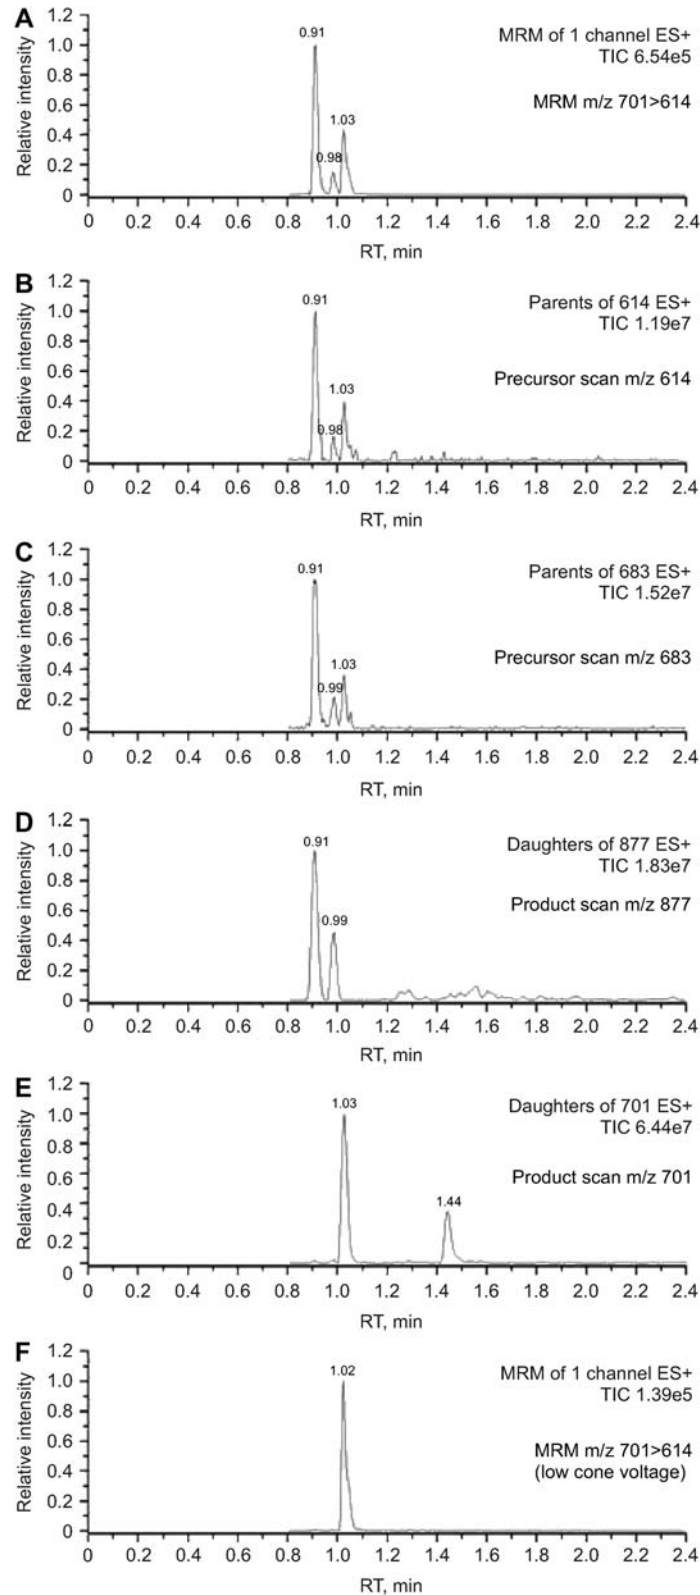 A
Relative intensity
1.2
1.0
0.8
0.6
0.4
0.2
0
0.91
0.98
1.03
MRM of 1 channel ES+
TIC 6.54e5
MRM m/z 701>614
0 0.2 0.4 0.6 0.8 1.0 1.2 1.4 1.6 1.8 2.0 2.2 2.4
RT, min
B
Relative intensity
1.2
1.0
0.8
0.6
0.4
0.2
0
0.91
0.98
1.03
Parents of 614 ES+
TIC 1.19e7
Precursor scan m/z 614
0 0.2 0.4 0.6 0.8 1.0 1.2 1.4 1.6 1.8 2.0 2.2 2.4
RT, min
C
Relative intensity
1.2
1.0
0.8
0.6
0.4
0.2
0
0.91
0.99
1.03
Parents of 683 ES+
TIC 1.52e7
Precursor scan m/z 683
0 0.2 0.4 0.6 0.8 1.0 1.2 1.4 1.6 1.8 2.0 2.2 2.4
RT, min
D
Relative intensity
1.2
1.0
0.8
0.6
0.4
0.2
0
0.91
0.99
Daughters of 877 ES+
TIC 1.83e7
Product scan m/z 877
0 0.2 0.4 0.6 0.8 1.0 1.2 1.4 1.6 1.8 2.0 2.2 2.4
RT, min
E
Relative intensity
1.2
1.0
0.8
0.6
0.4
0.2
0
1.03
1.44
Daughters of 701 ES+
TIC 6.44e7
Product scan m/z 701
0 0.2 0.4 0.6 0.8 1.0 1.2 1.4 1.6 1.8 2.0 2.2 2.4
RT, min
F
Relative intensity
1.2
1.0
0.8
0.6
0.4
0.2
0
1.02
MRM of 1 channel ES+
TIC 1.39e5
MRM m/z 701>614
(low cone voltage)
0 0.2 0.4 0.6 0.8 1.0 1.2 1.4 1.6 1.8 2.0 2.2 2.4
RT, min